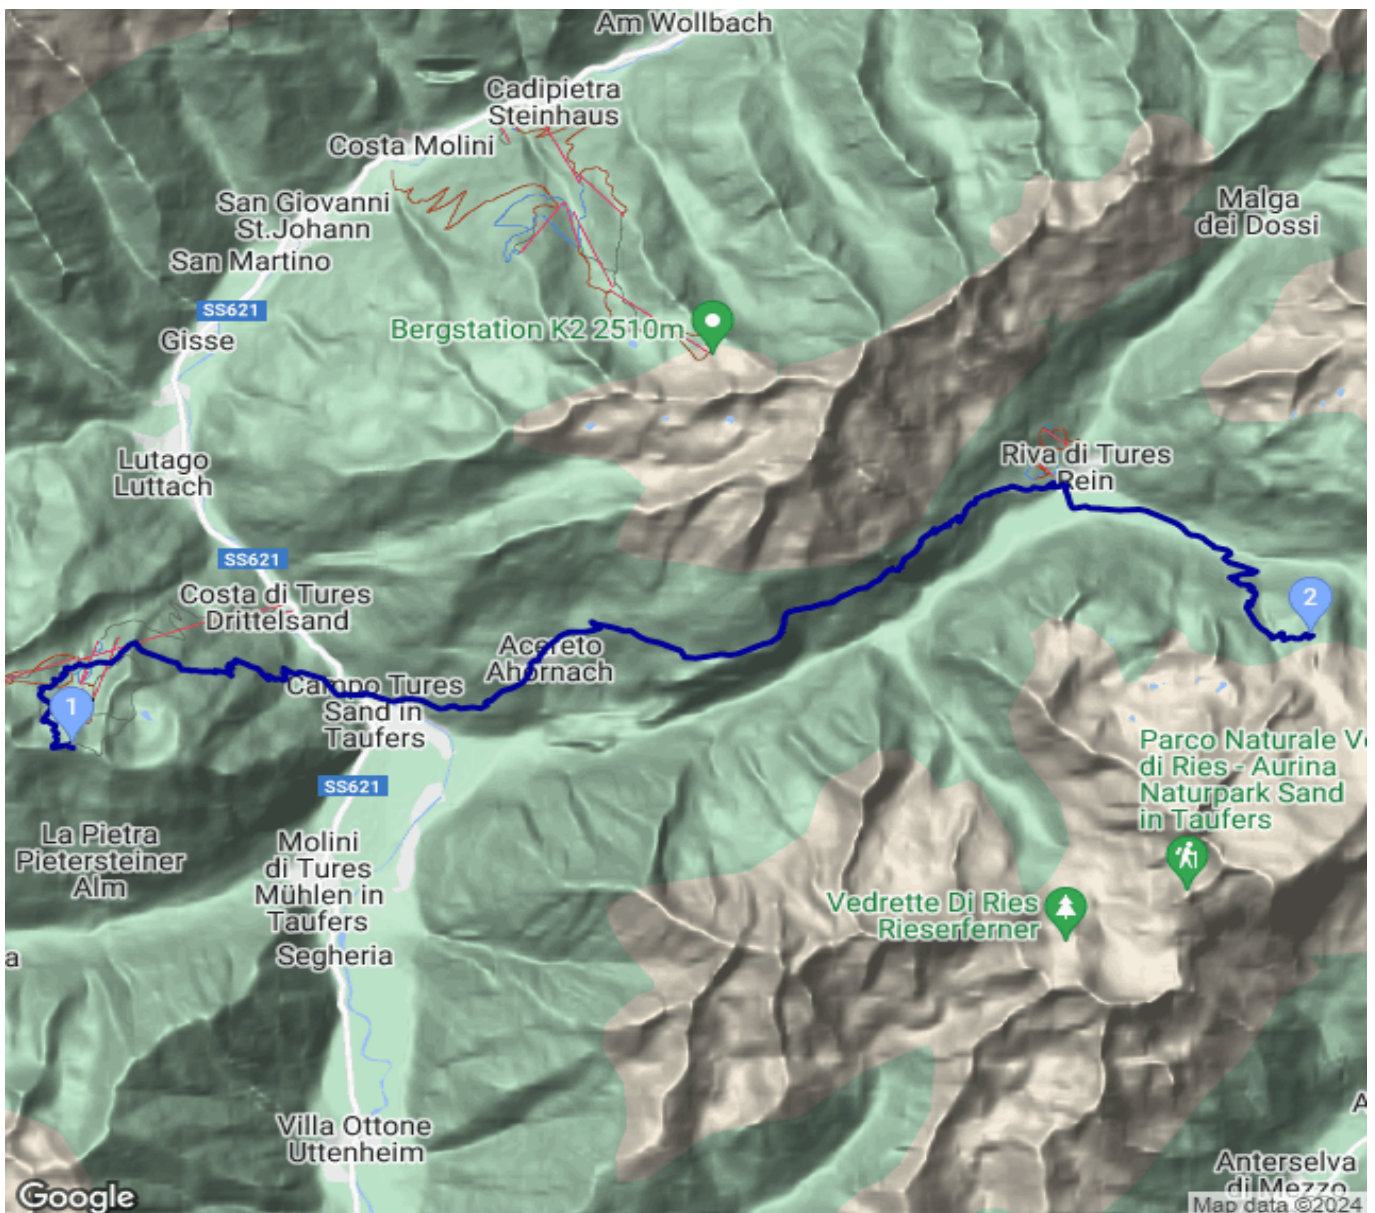 Am Wollbach
Cadipietra
Steinhaus
Costa Molini
San Giovanni
St.Johann
Malga
dei Dossi
San Martino
SS621
Bergstation K2 2510m
Gisse
Lutago
Luttach
Riva di Tures
Rein
SS621
Costa di Tures
Drittelsand
2
Acereto
Ahornach
Campo Tures
Sand in
Taufers
1
Parco Naturale V
di Ries - Aurina
Naturpark Sand
in Taufers
SS621
La Pietra
Pietersteiner
Alm
Molini
di Tures
Mühlen in
Taufers
Vedrette Di Ries
Rieserferner
Segheria
a
Villa Ottone
Uttenheim
A
Anterselva
di Mezzo
Google
Map data ©2024